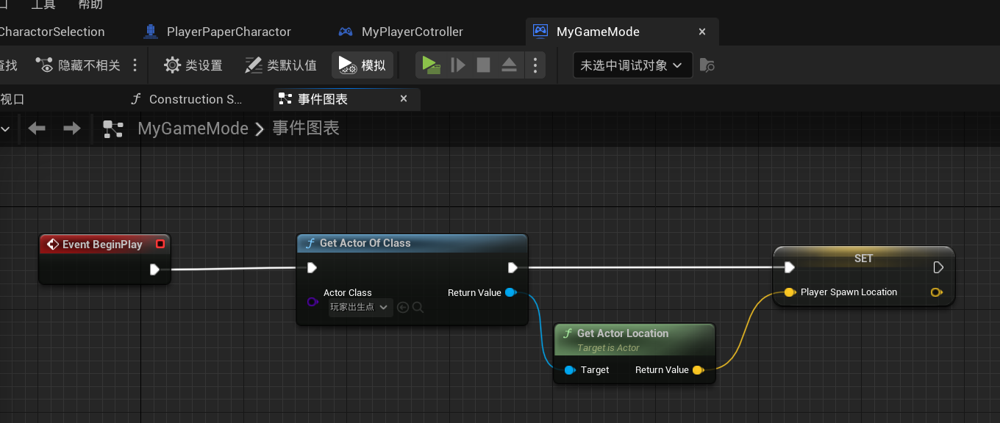 工具 帮助
CharactorSelection PlayerPaperCharactor MyPlayerCotroller MyGameMode
查找 隐藏不相关 类设置 类默认值 模拟 未选中调试对象
视口 Construction S... 事件图表
MyGameMode 事件图表
Event BeginPlay
Get Actor Of Class
SET
Actor Class Return Value
玩家出生点
Player Spawn Location
Get Actor Location
Target is Actor
Target Return Value